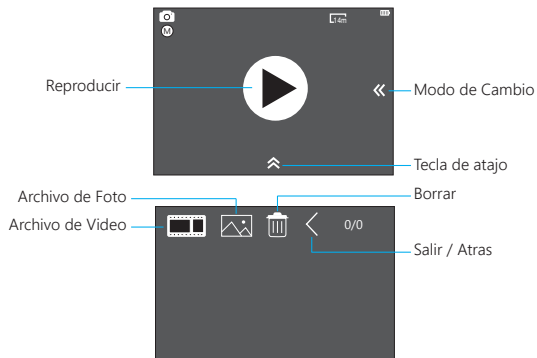 M
14m
Reproducir
Modo de Cambio
Tecla de atajo
Archivo de Foto
Borrar
Archivo de Video
0/0
Salir / Atras